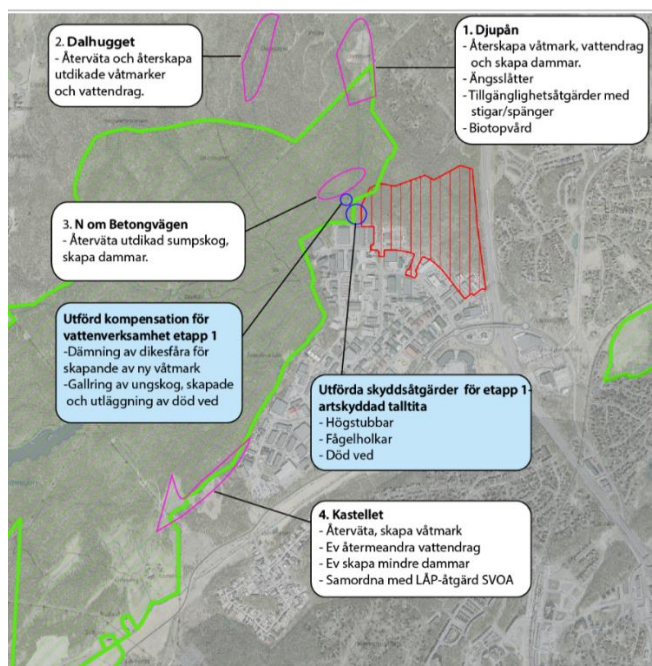 2. Dalhugget
- Återväta och återskapa
utdikade våtmarker
och vattendrag.
1. Djupån
- Återskapa våtmark, vattendrag
och skapa dammar.
- Ängsslåtter
- Tillgänglighetsåtgärder med
stigar/spänger
- Biotopvård
3. N om Betongvägen
- Återväta utdikad sumpskog,
skapa dammar.
Utförd kompensation för
vattenverksamhet etapp 1
-Dämning av dikesfåra för
skapande av ny våtmark
-Gallring av ungskog, skapade
och utläggning av död ved
Utförda skyddsåtgärder för etapp 1-
artskyddad talltita
- Högstubbar
- Fågelholkar
- Död ved
4. Kastellet
- Återväta, skapa våtmark
- Ev återmeandra vattendrag
- Ev skapa mindre dammar
- Samordna med LÅP-åtgärd SVOA